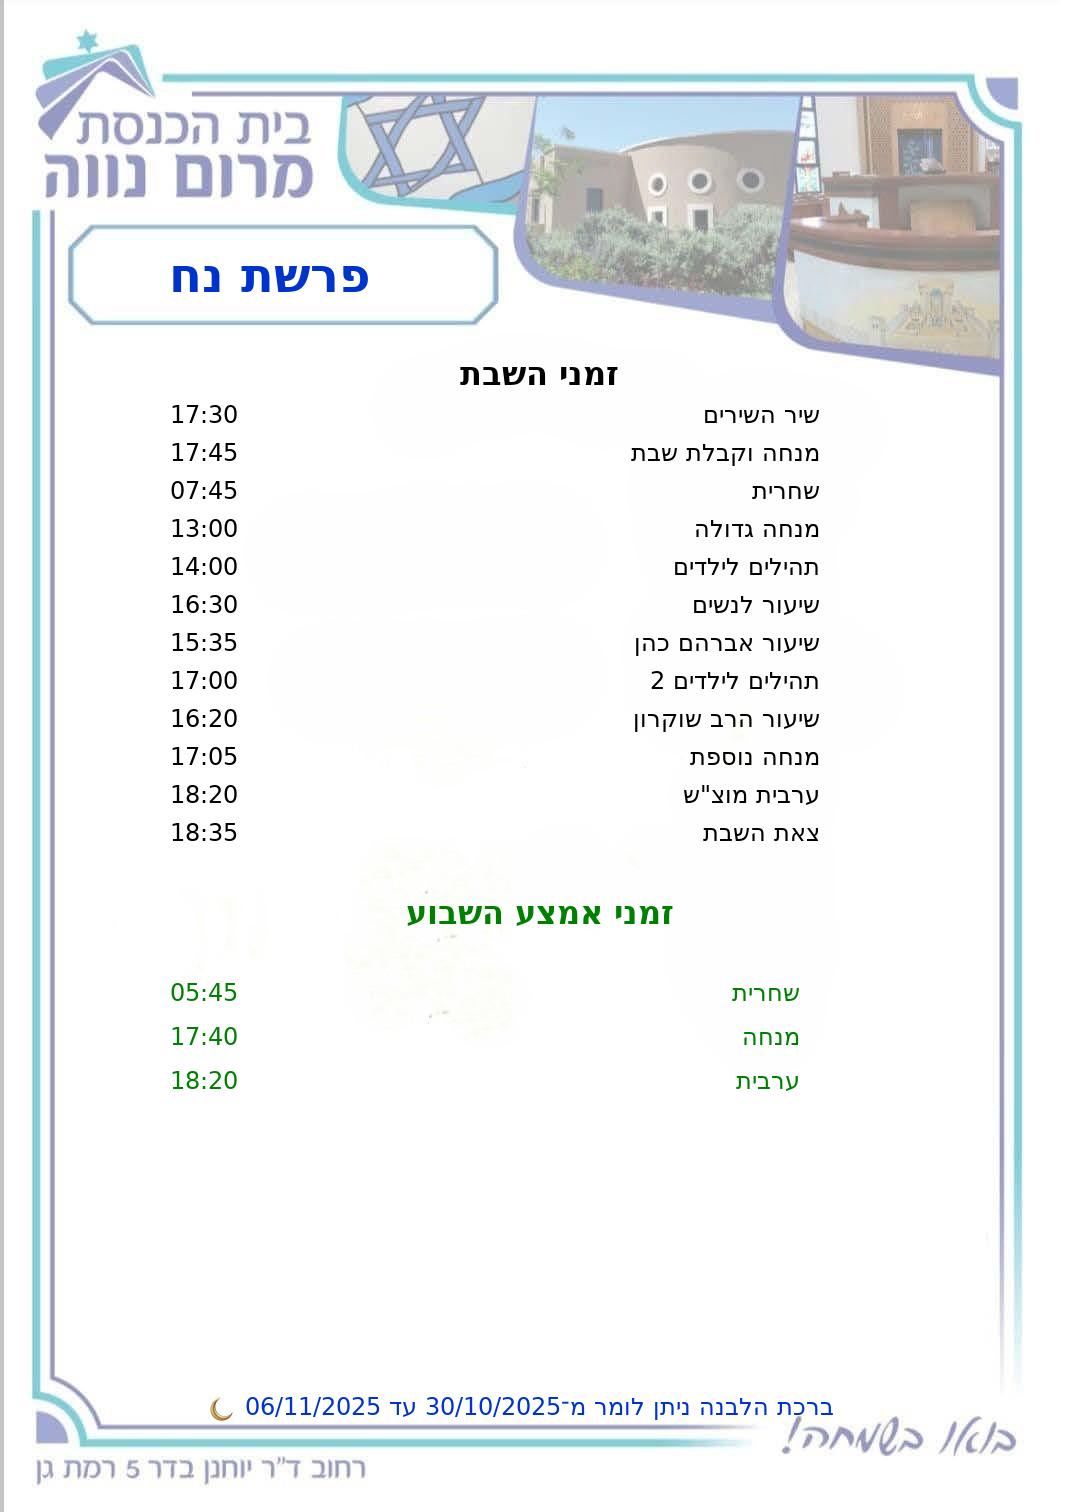 בית הכנסת
מרום נווה
פרשת נח
זמני השבת
שיר השירים 17:30
מנחה וקבלת שבת 17:45
שחרית 07:45
מנחה גדולה 13:00
תהילים לילדים 14:00
שיעור לנשים 16:30
שיעור אברהם כהן 15:35
תהילים לילדים 2 17:00
שיעור הרב שוקרון 16:20
מנחה נוספת 17:05
ערבית מוצ"ש 18:20
צאת השבת 18:35
זמני אמצע השבוע
שחרית 05:45
מנחה 17:40
ערבית 18:20
ברכת הלבנה ניתן לומר מ־30/10/2025 עד 06/11/2025
בואו בשמחה!
רחוב ד"ר יוחנן בדר 5 רמת גן